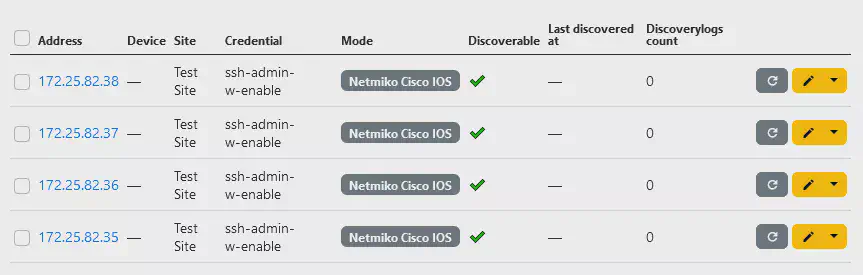 Address Device Site Credential Mode Discoverable Last discovered at Discoverylogs count
172.25.82.38 — Test Site ssh-admin-w-enable Netmiko Cisco IOS — 0
172.25.82.37 — Test Site ssh-admin-w-enable Netmiko Cisco IOS — 0
172.25.82.36 — Test Site ssh-admin-w-enable Netmiko Cisco IOS — 0
172.25.82.35 — Test Site ssh-admin-w-enable Netmiko Cisco IOS — 0